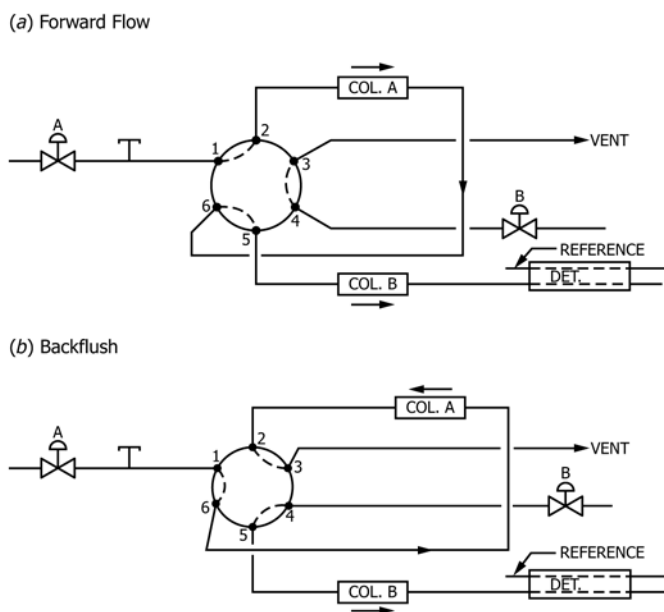 (a) Forward Flow
COL. A
A
2
1
3
VENT
6
4
B
5
REFERENCE
COL. B
DET.
(b) Backflush
COL. A
A
2
1
3
VENT
B
6
4
5
REFERENCE
COL. B
DET.